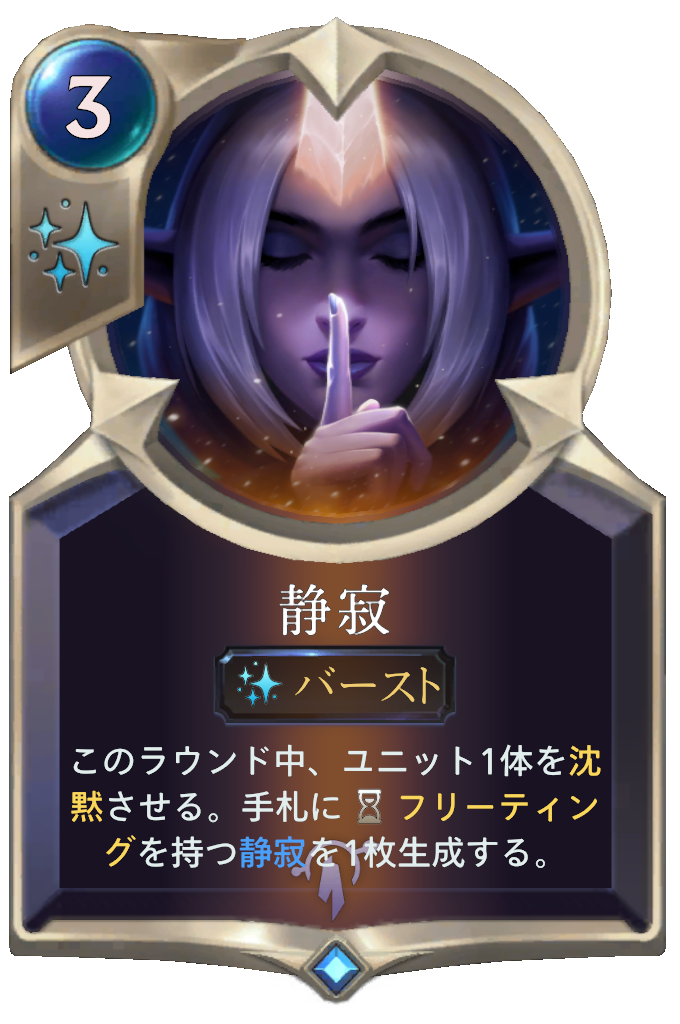 3
静寂
バースト
このラウンド中、ユニット1体を沈
黙させる。手札に フリーティン
グを持つ静寂を1枚生成する。